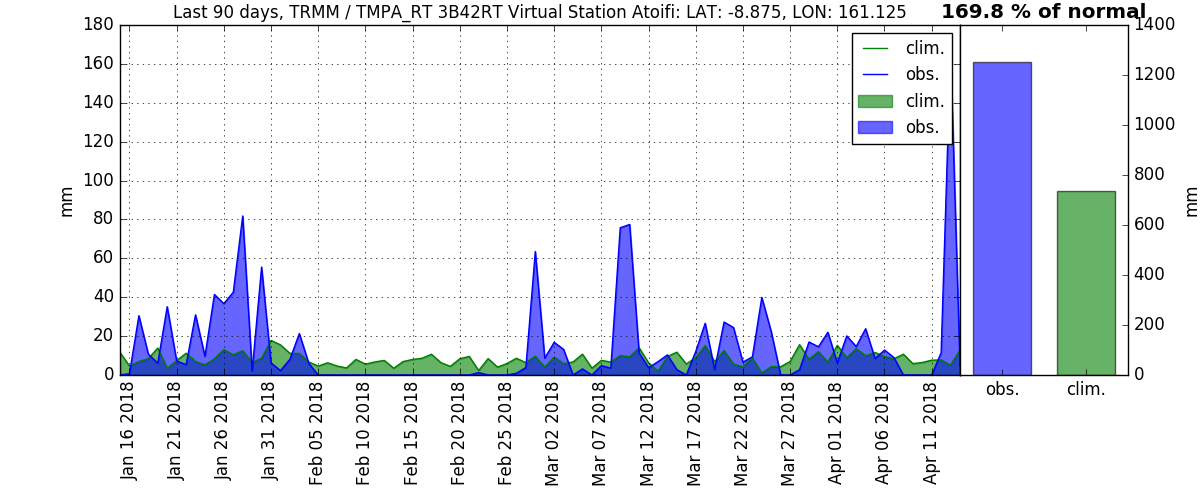 Last 90 days, TRMM / TMPA_RT 3B42RT Virtual Station Atoifi: LAT: -8.875, LON: 161.125
169.8 % of normal
180
160
140
120
100
80
60
40
20
0
mm
clim.
obs.
clim.
obs.
Jan 16 2018
Jan 21 2018
Jan 26 2018
Jan 31 2018
Feb 05 2018
Feb 10 2018
Feb 15 2018
Feb 20 2018
Feb 25 2018
Mar 02 2018
Mar 07 2018
Mar 12 2018
Mar 17 2018
Mar 22 2018
Mar 27 2018
Apr 01 2018
Apr 06 2018
Apr 11 2018
1400
1200
1000
800
600
400
200
0
mm
obs.
clim.